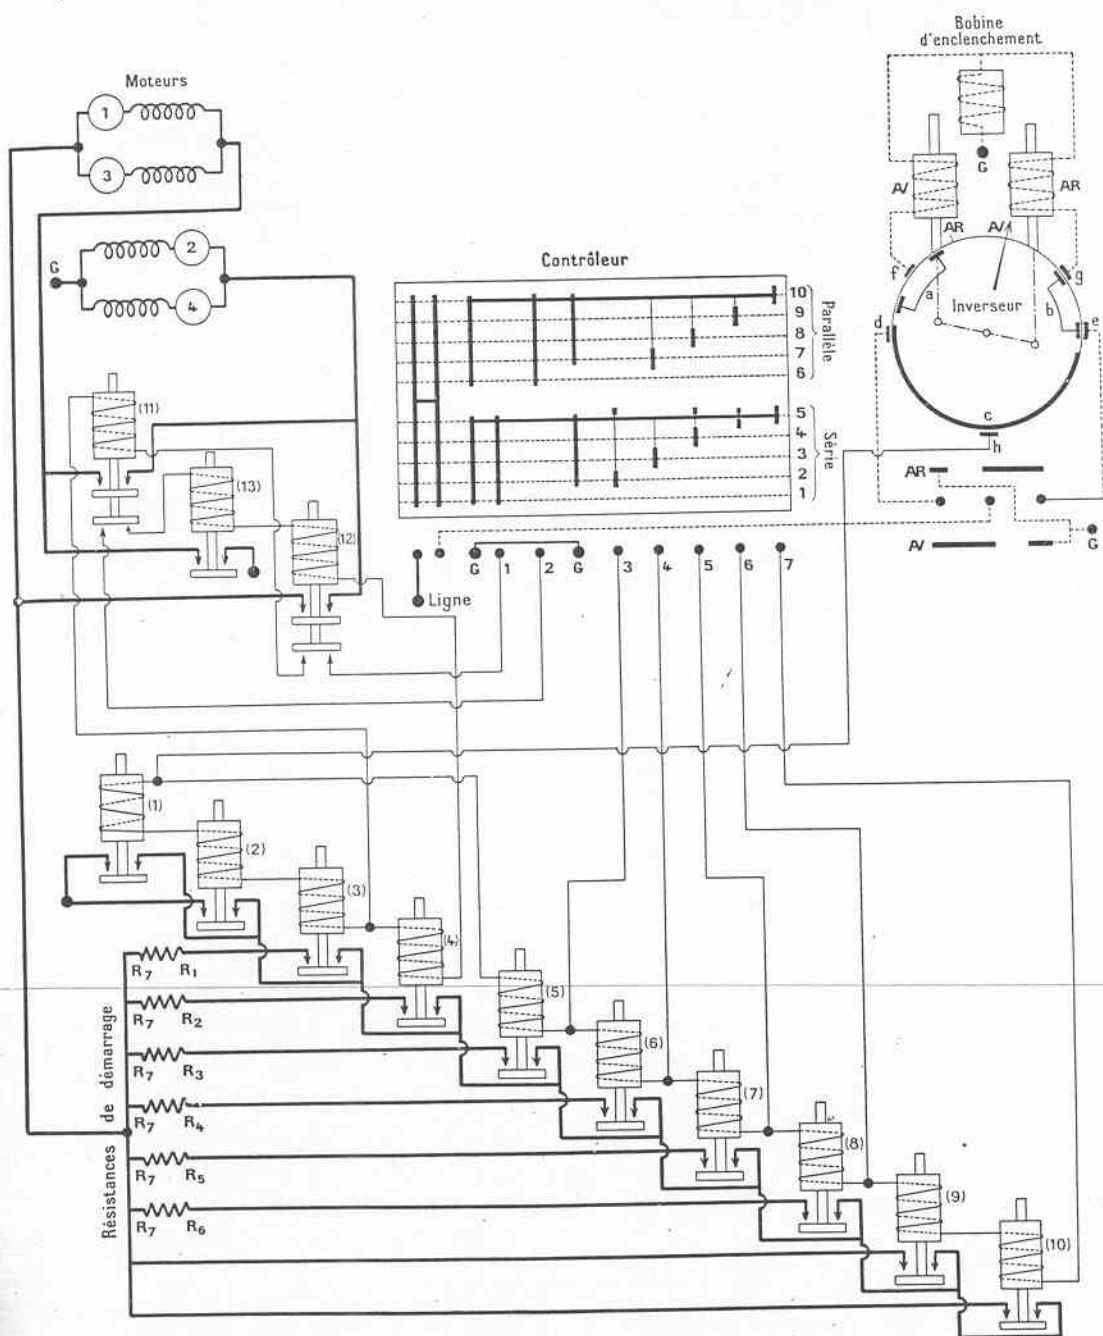 Bobine
d'enclenchement
Moteurs
1
3
2
4
G
G
AV
AR
AR
AV
f
g
a
b
d
e
Inverseur
c
h
AR
AV
G
Contrôleur
10
9
8
7
6
Parallèle
5
4
3
2
1
Série
G
1
2
G
3
4
5
6
7
Ligne
(11)
(13)
(12)
(1)
(2)
(3)
(4)
(5)
(6)
(7)
(8)
(9)
(10)
Résistances de démarrage
R7 R1
R7 R2
R7 R3
R7 R4
R7 R5
R7 R6